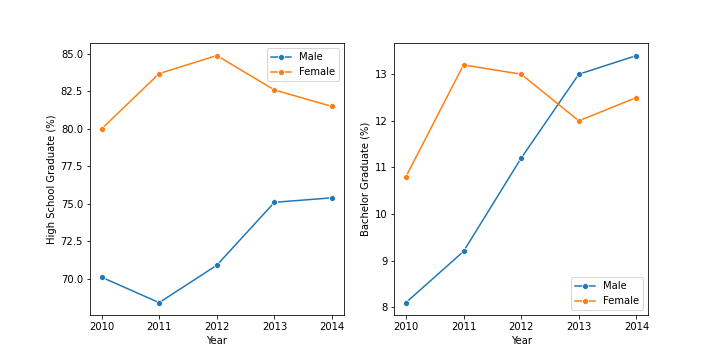 High School Graduate (%)
85.0
82.5
80.0
77.5
75.0
72.5
70.0
Male
Female
2010 2011 2012 2013 2014
Year
Bachelor Graduate (%)
13
12
11
10
9
8
Male
Female
2010 2011 2012 2013 2014
Year